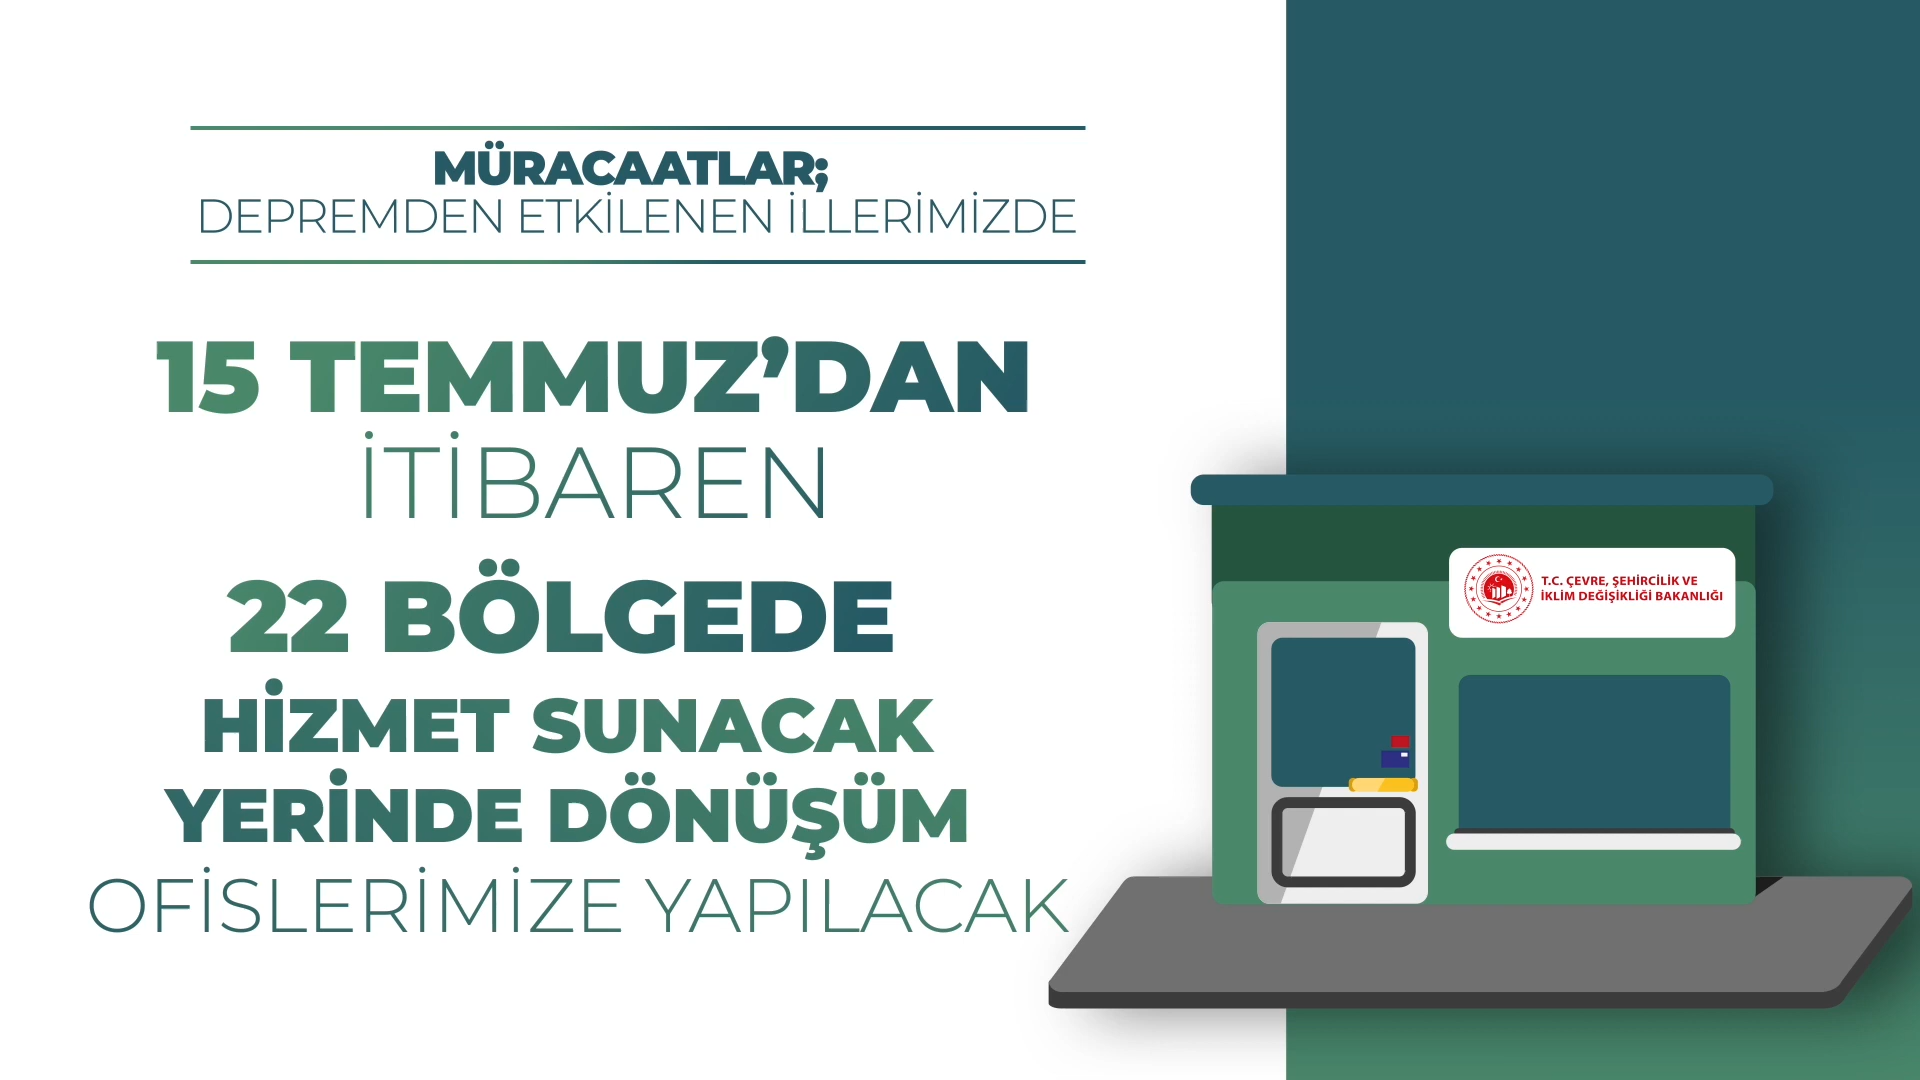 MÜRACAATLAR;
DEPREMDEN ETKİLENEN İLLERİMİZDE
15 TEMMUZ’DAN
İTİBAREN
22 BÖLGEDE
HİZMET SUNACAK
YERİNDE DÖNÜŞÜM
OFİSLERİMİZE YAPILACAK
T.C. ÇEVRE, ŞEHİRCİLİK VE
İKLİM DEĞİŞİKLİĞİ BAKANLIĞI